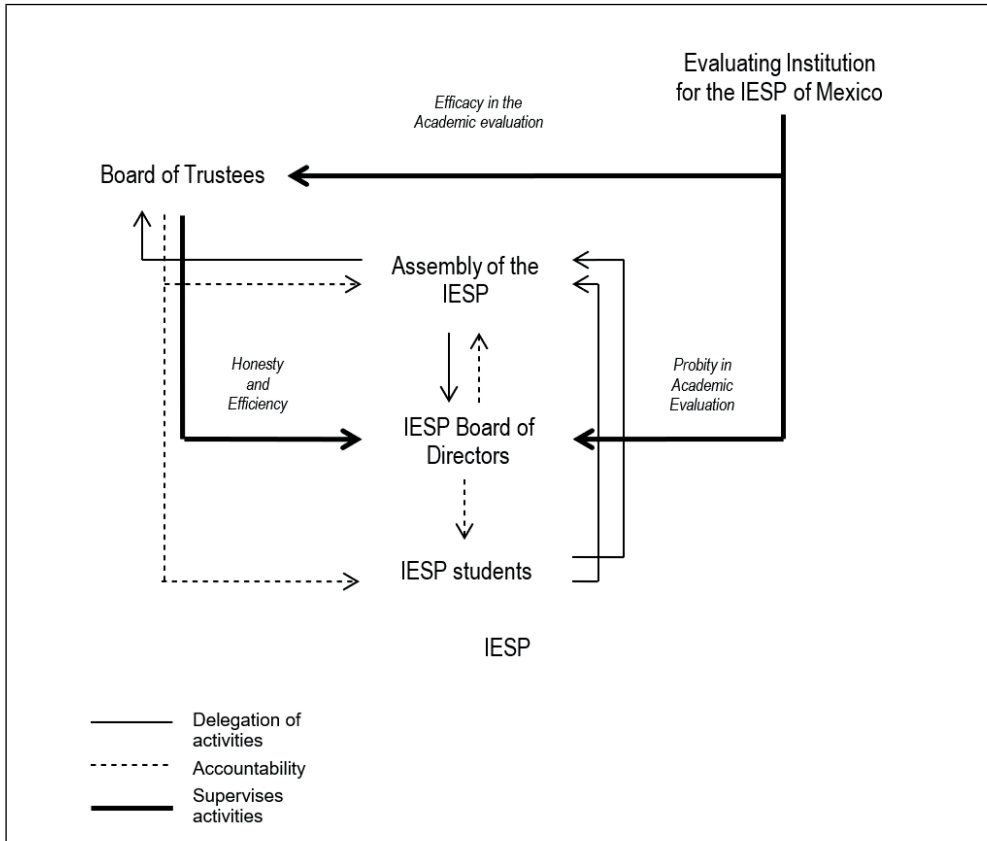 Evaluating Institution
for the IESP of Mexico
Efficacy in the
Academic evaluation
Board of Trustees
Assembly of the
IESP
Honesty
and
Efficiency
Probity in
Academic
Evaluation
IESP Board of
Directors
IESP students
IESP
Delegation of
activities
Accountability
Supervises
activities